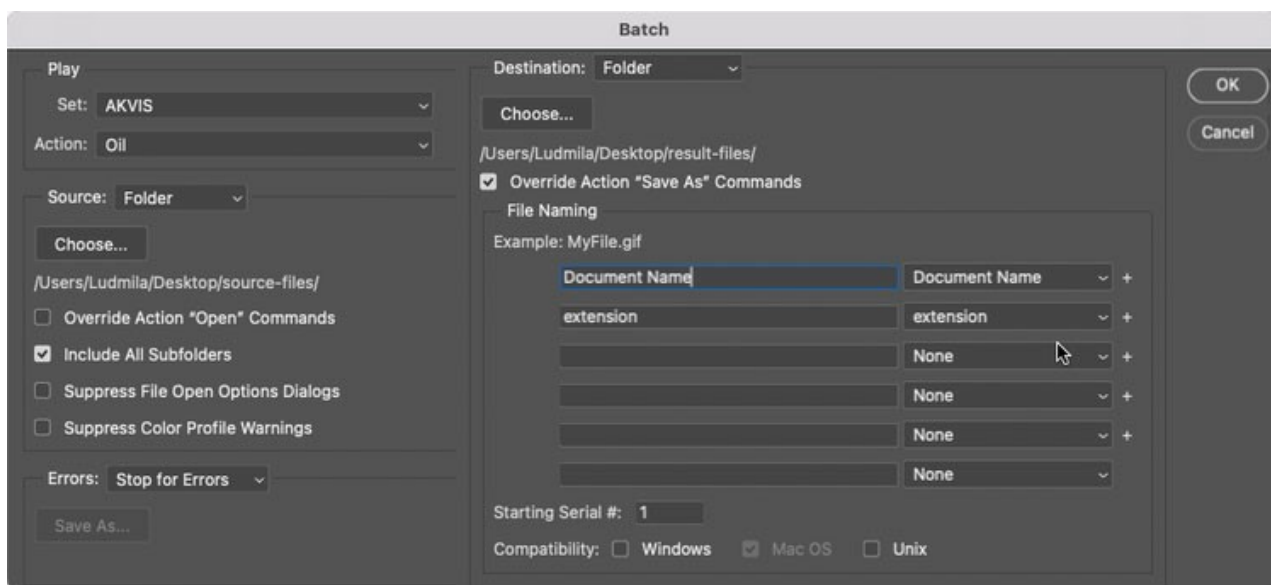 Batch
Play
Set: AKVIS
Action: Oil
Source: Folder
Choose...
/Users/Ludmila/Desktop/source-files/
Override Action “Open” Commands
Include All Subfolders
Suppress File Open Options Dialogs
Suppress Color Profile Warnings
Errors: Stop for Errors
Save As...
Destination: Folder
Choose...
/Users/Ludmila/Desktop/result-files/
Override Action “Save As” Commands
File Naming
Example: MyFile.gif
Document Name Document Name +
extension extension +
None +
None +
None +
None
Starting Serial #: 1
Compatibility: Windows Mac OS Unix
OK
Cancel